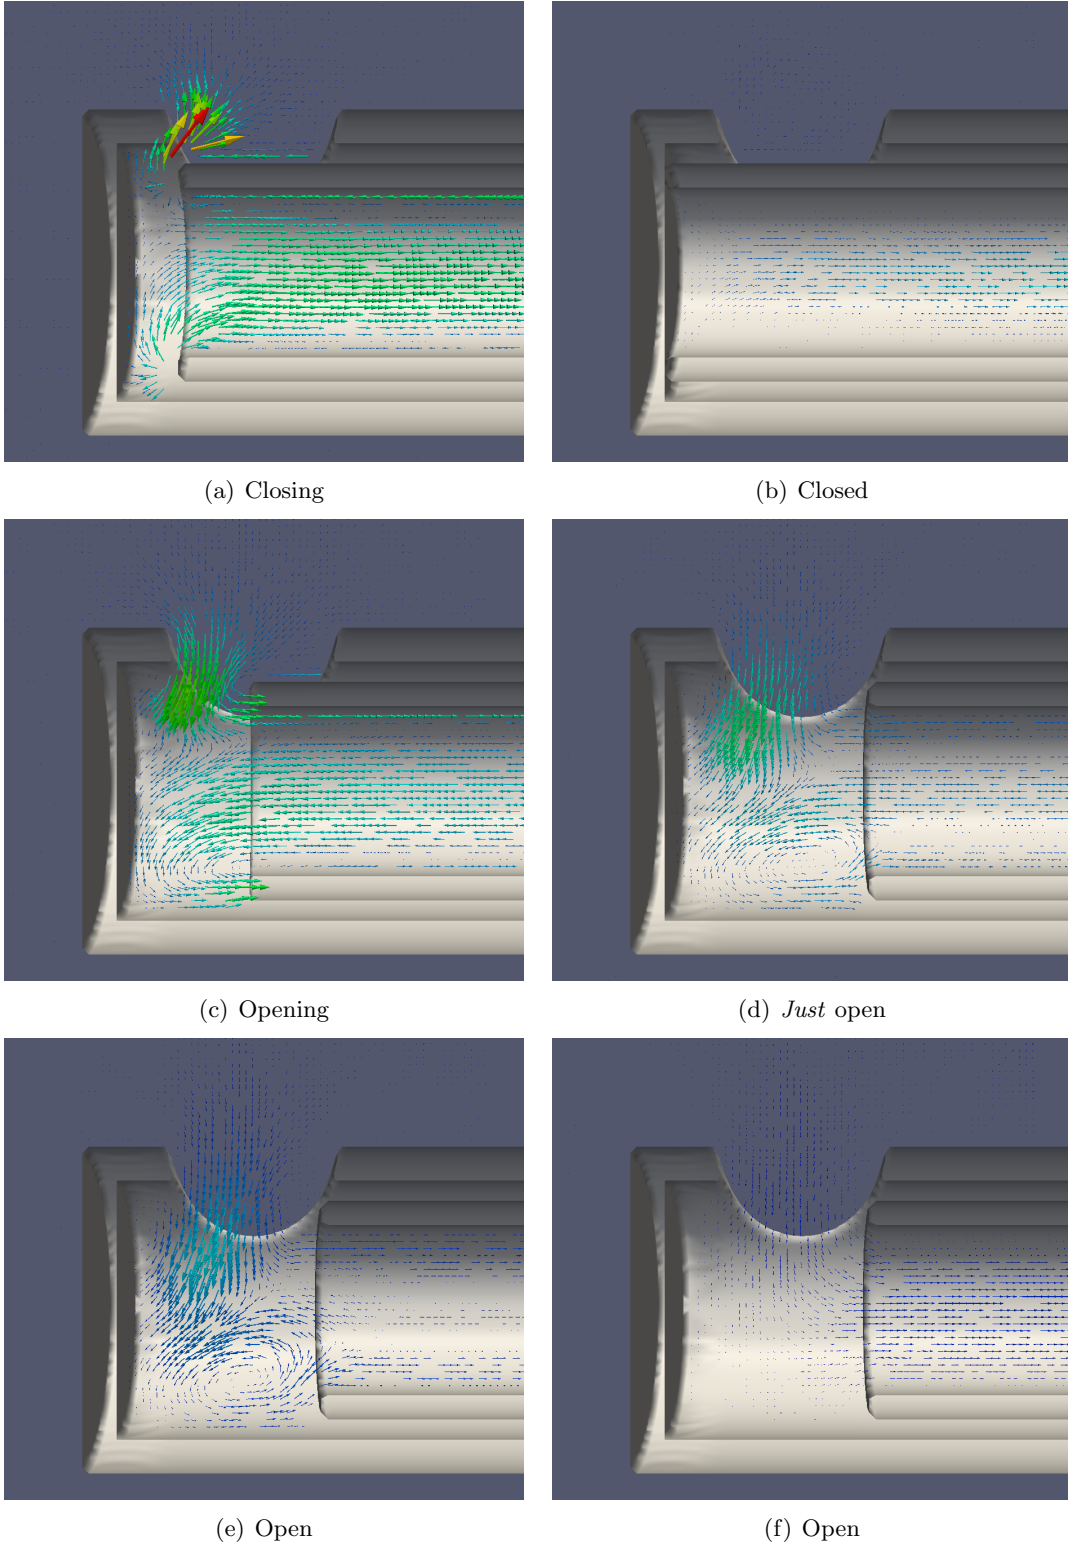 (a) Closing
(b) Closed
(c) Opening
(d) Just open
(e) Open
(f) Open